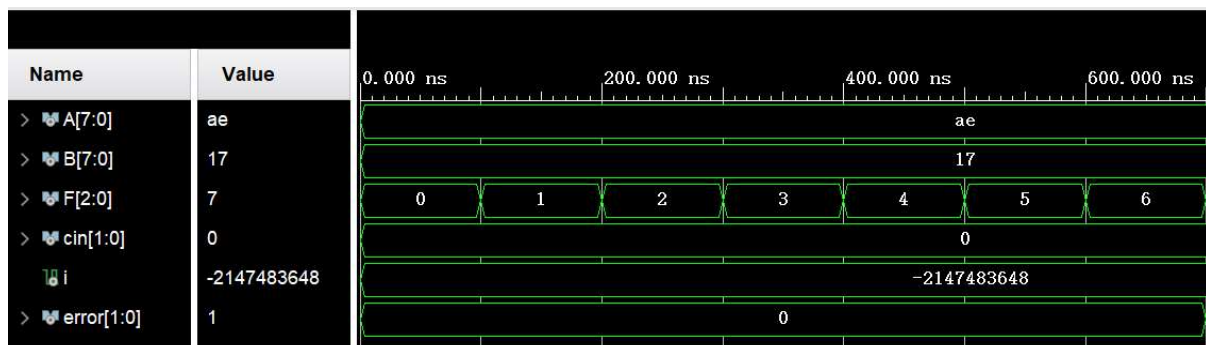 Name Value 0.000 ns 200.000 ns 400.000 ns 600.000 ns
A[7:0] ae ae
B[7:0] 17 17
F[2:0] 7 0 1 2 3 4 5 6
cin[1:0] 0 0
i -2147483648 -2147483648
error[1:0] 1 0